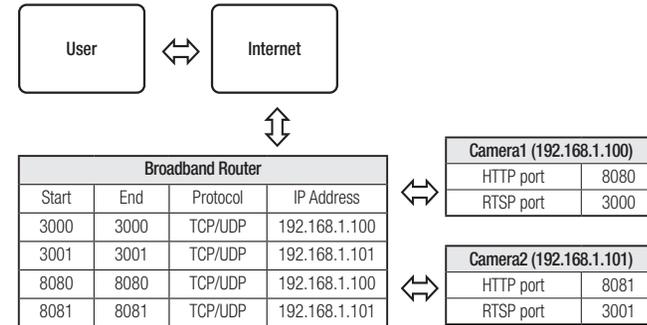 User
Internet
Broadband Router
Start End Protocol IP Address
3000 3000 TCP/UDP 192.168.1.100
3001 3001 TCP/UDP 192.168.1.101
8080 8080 TCP/UDP 192.168.1.100
8081 8081 TCP/UDP 192.168.1.101
Camera1 (192.168.1.100)
HTTP port 8080
RTSP port 3000
Camera2 (192.168.1.101)
HTTP port 8081
RTSP port 3001